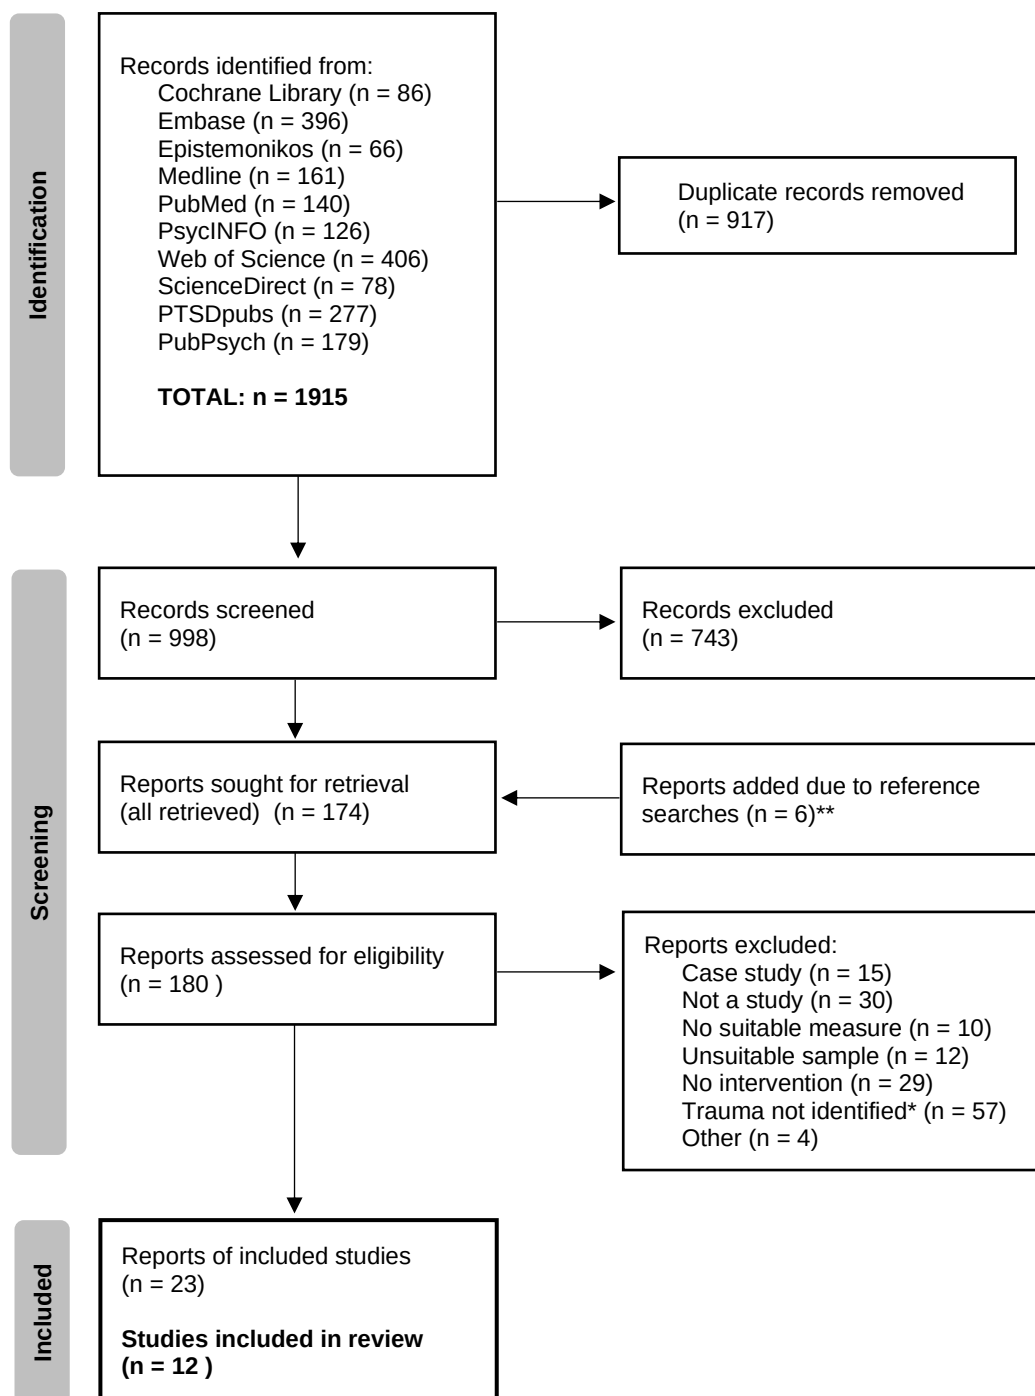 Identification
Records identified from:
Cochrane Library (n = 86)
Embase (n = 396)
Epistemonikos (n = 66)
Medline (n = 161)
PubMed (n = 140)
PsycINFO (n = 126)
Web of Science (n = 406)
ScienceDirect (n = 78)
PTSDpubs (n = 277)
PubPsych (n = 179)
TOTAL: n = 1915
Duplicate records removed
(n = 917)
Screening
Records screened
(n = 998)
Records excluded
(n = 743)
Reports sought for retrieval
(all retrieved)  (n = 174)
Reports added due to reference
searches (n = 6)**
Reports assessed for eligibility
(n = 180 )
Reports excluded:
Case study (n = 15)
Not a study (n = 30)
No suitable measure (n = 10)
Unsuitable sample (n = 12)
No intervention (n = 29)
Trauma not identified* (n = 57)
Other (n = 4)
Included
Reports of included studies
(n = 23)
Studies included in review
(n = 12 )